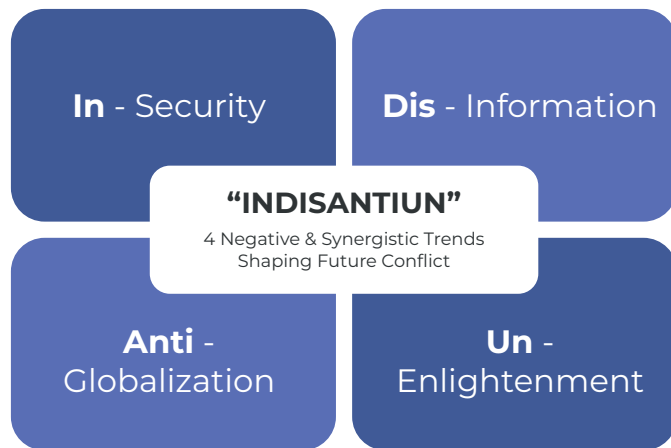 In - Security
Dis - Information
“INDISANTIUN”
4 Negative & Synergistic Trends
Shaping Future Conflict
Anti -
Globalization
Un -
Enlightenment